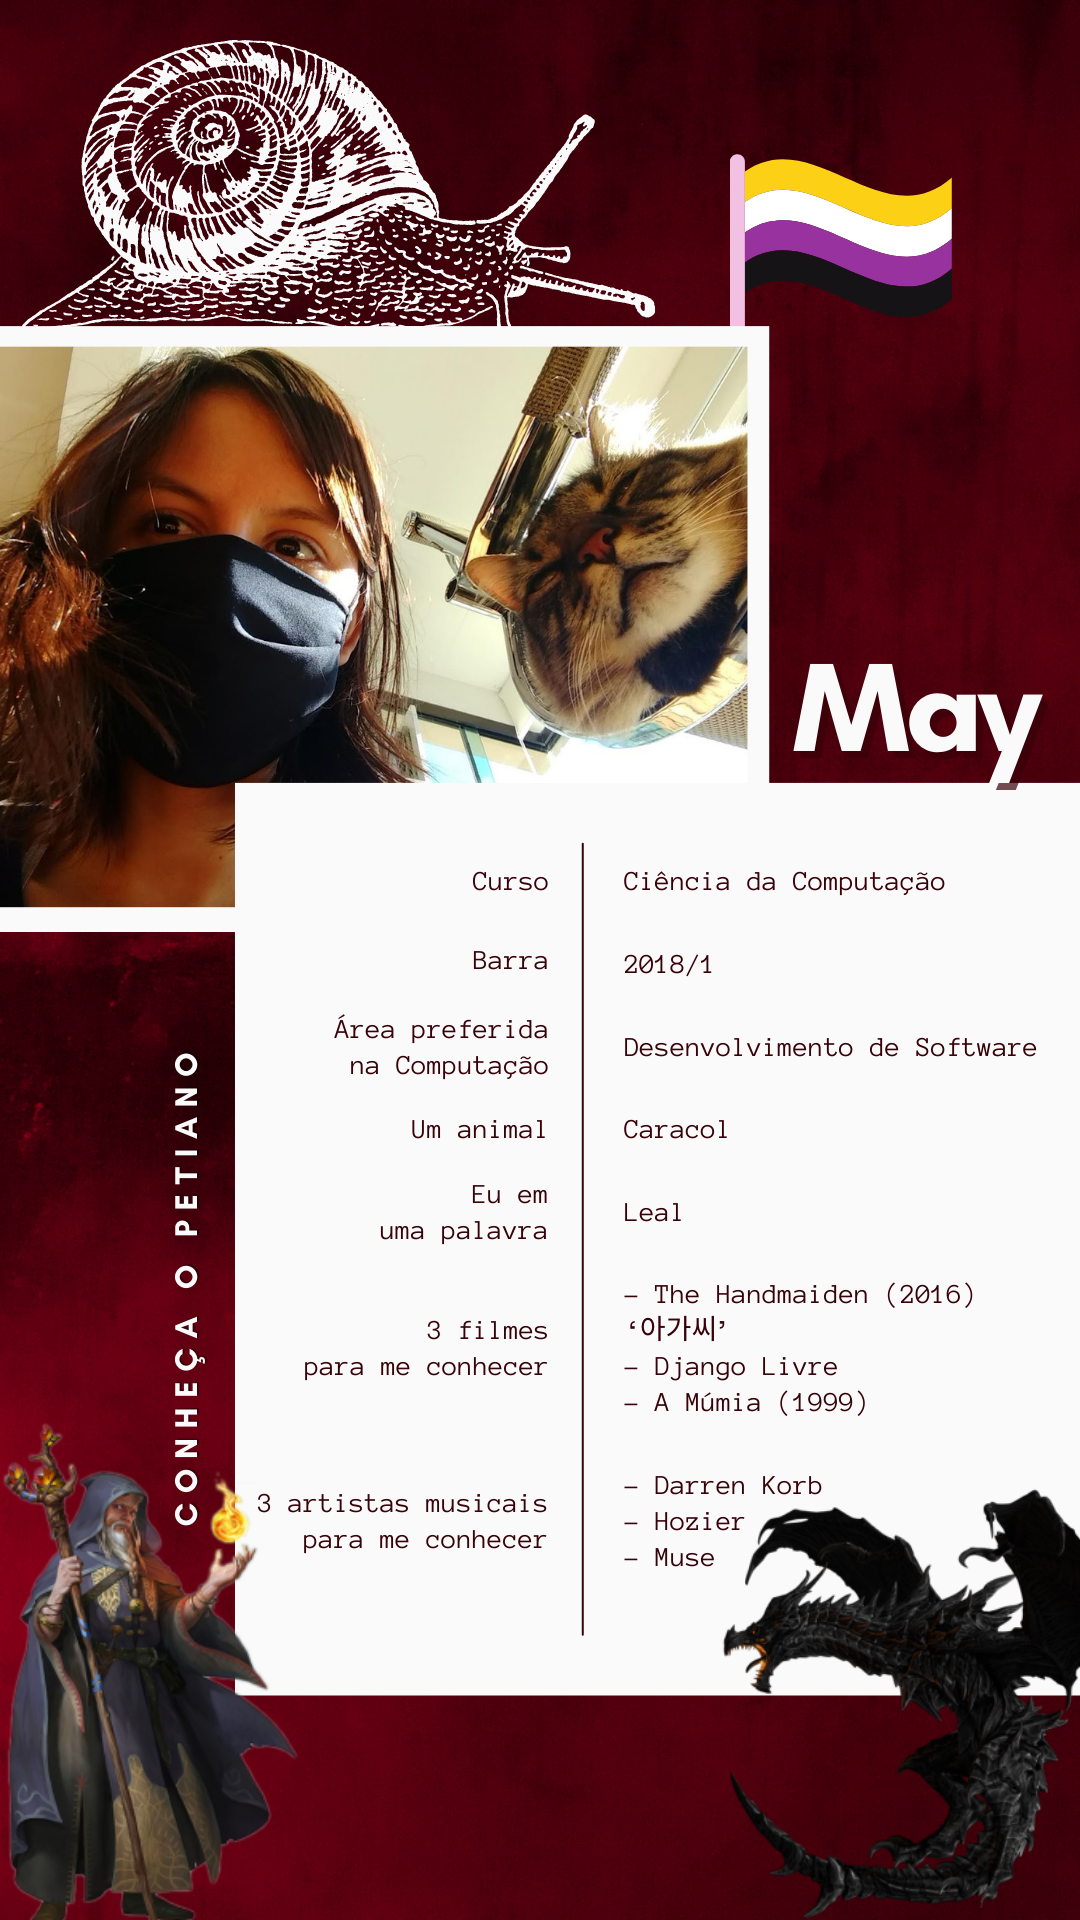 May
Curso
Ciência da Computação
Barra
2018/1
Área preferida
na Computação
Desenvolvimento de Software
Um animal
Caracol
Eu em
uma palavra
Leal
3 filmes
para me conhecer
– The Handmaiden (2016)
‘아가씨’
– Django Livre
– A Múmia (1999)
3 artistas musicais
para me conhecer
– Darren Korb
– Hozier
– Muse
CONHEÇA O PETIANO